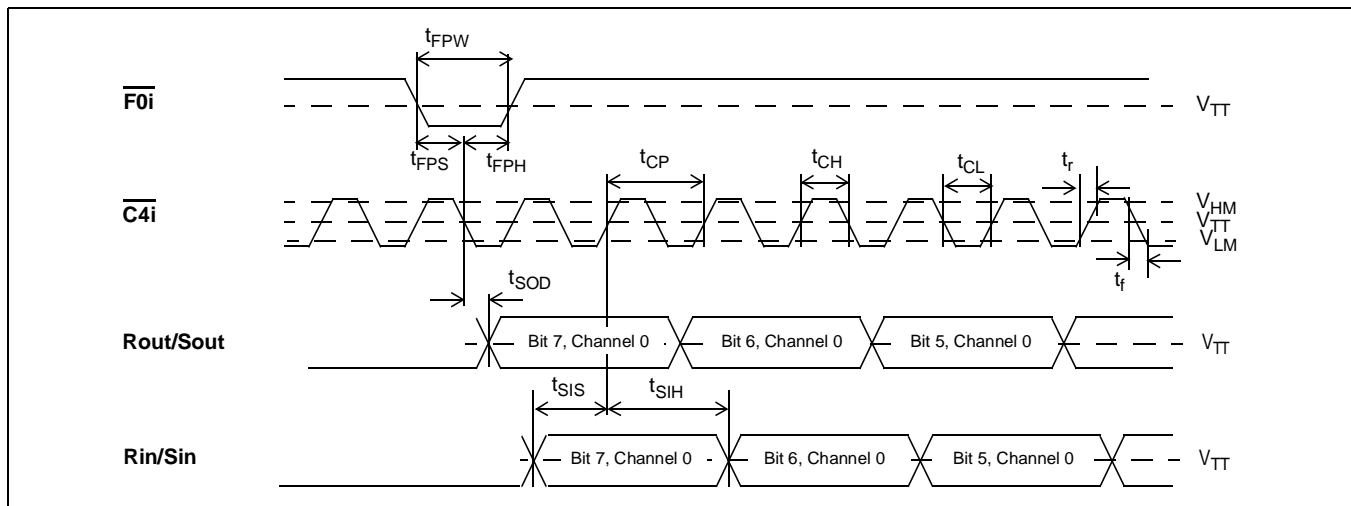 tFPW
F0i
VTT
tFPS
tFPH
tCP
tCH
tCL
tr
C4i
VHM
VTT
VLM
tf
tSOD
Rout/Sout
Bit 7, Channel 0
Bit 6, Channel 0
Bit 5, Channel 0
VTT
tSIS
tSIH
Rin/Sin
Bit 7, Channel 0
Bit 6, Channel 0
Bit 5, Channel 0
VTT